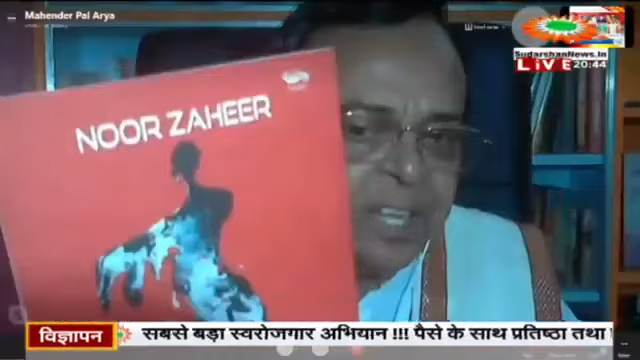 Mahender Pal Arya
SudarshanNews.In
LiVE 20:44
NOOR ZAHEER
विज्ञापन
सबसे बड़ा स्वरोजगार अभियान !!! पैसे के साथ प्रतिष्ठा तथा